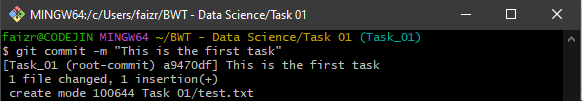 MINGW64:/c/Users/faizr/BWT - Data Science/Task 01
faizr@CODEJIN MINGW64 ~/BWT - Data Science/Task 01 (Task_01)
$ git commit -m "This is the first task"
[Task_01 (root-commit) a9470df] This is the first task
 1 file changed, 1 insertion(+)
 create mode 100644 Task 01/test.txt